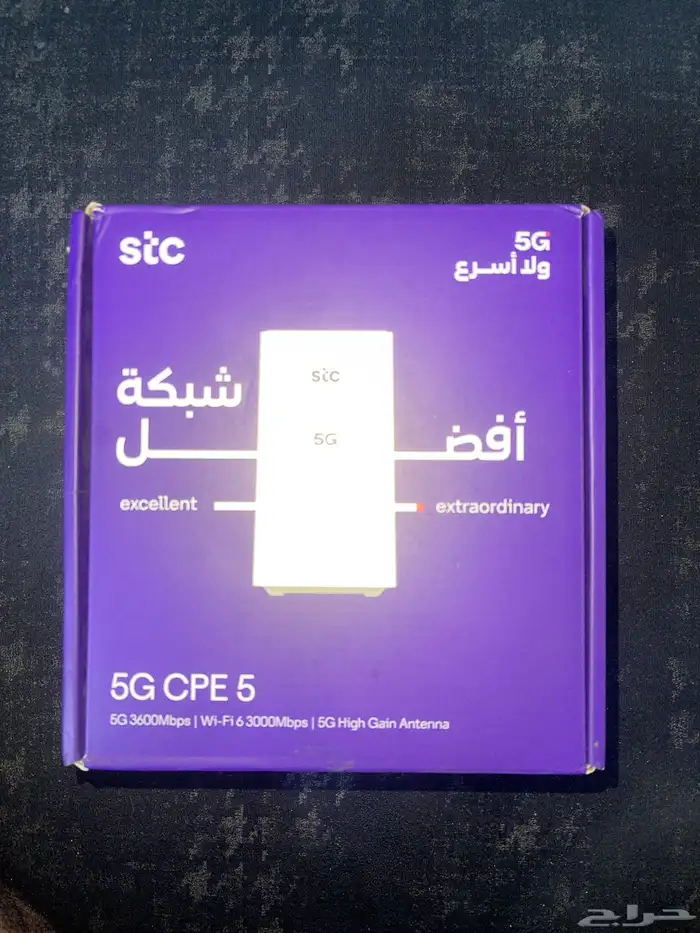 stc
5G
ولا أسرع
stc
شبكة
5G
أفضل
excellent extraordinary
5G CPE 5
5G 3600Mbps | Wi-Fi 6 3000Mbps | 5G High Gain Antenna
حراج